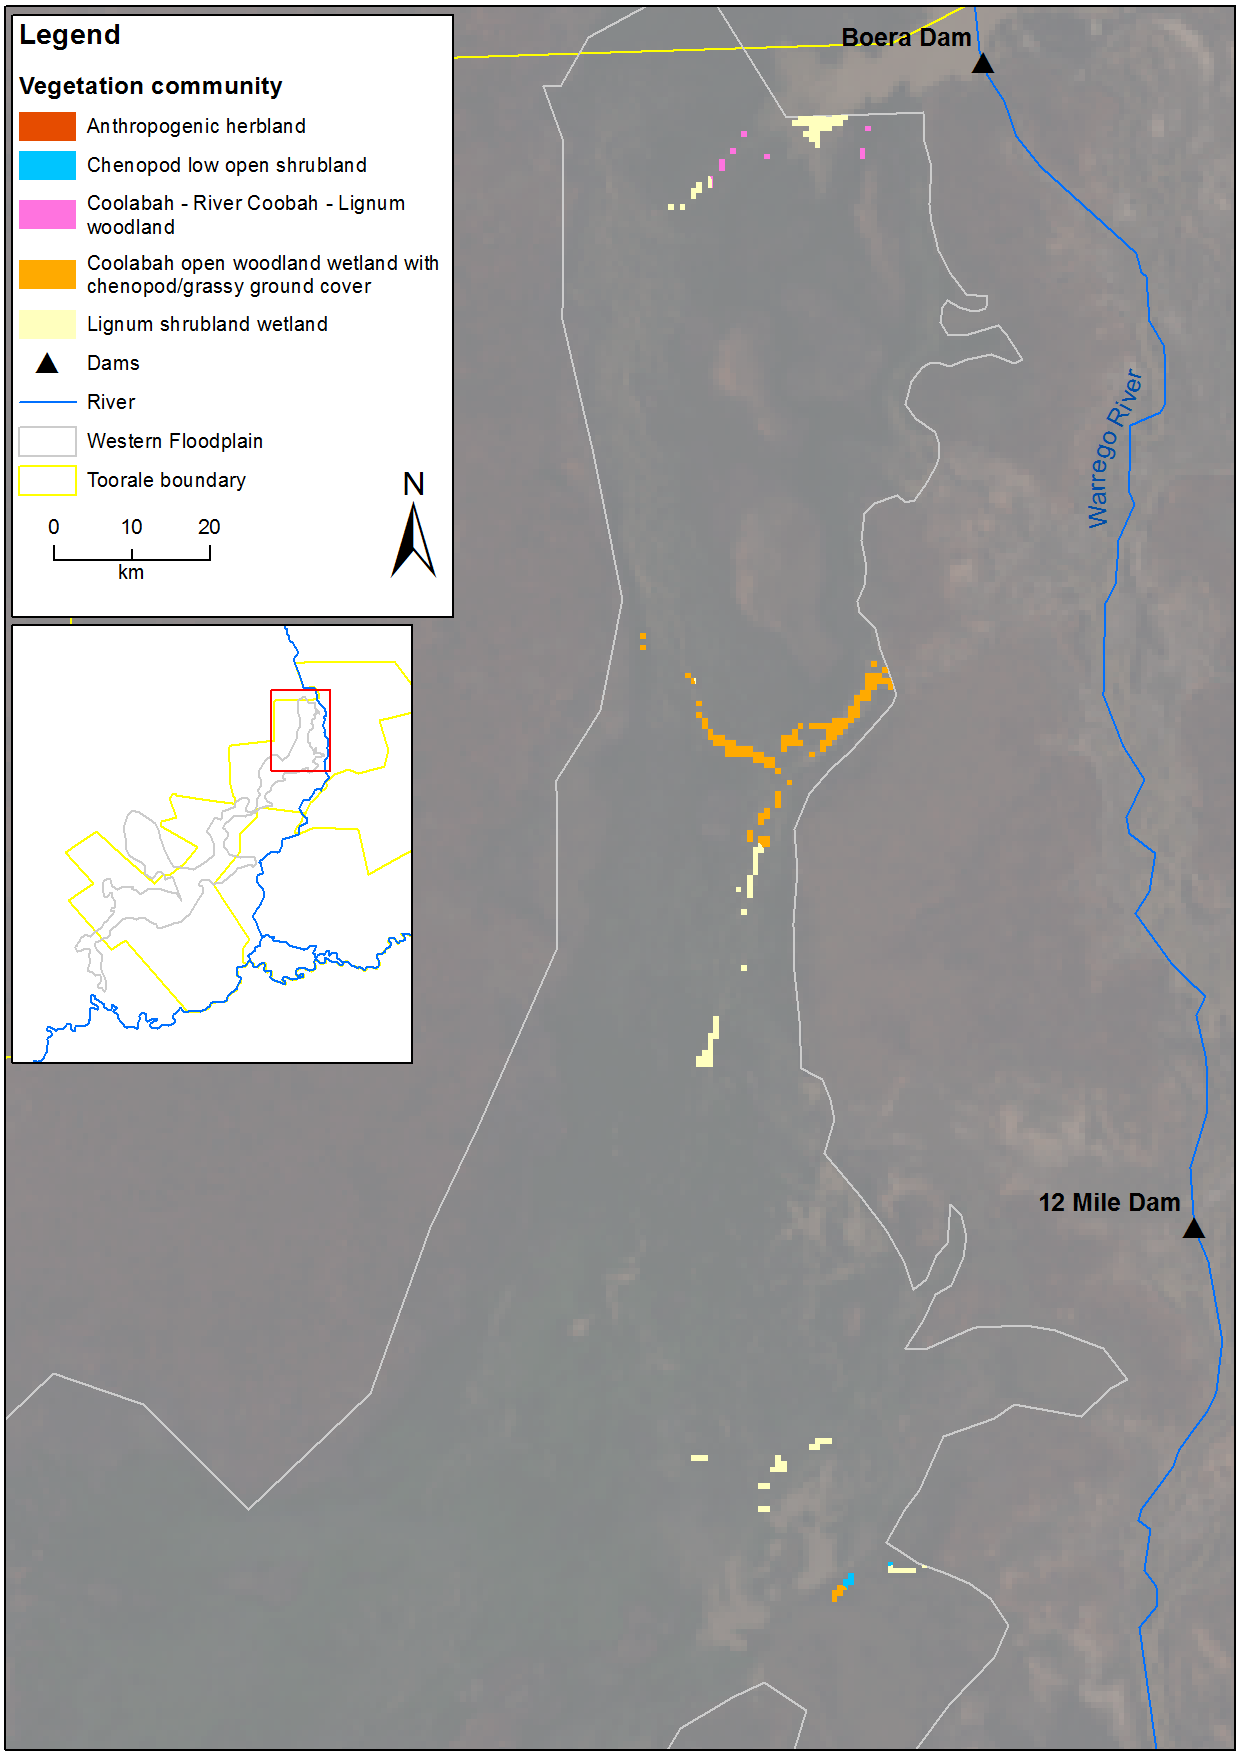 Legend
Vegetation community
Anthropogenic herbland
Chenopod low open shrubland
Coolabah - River Coobah - Lignum
woodland
Coolabah open woodland wetland with
chenopod/grassy ground cover
Lignum shrubland wetland
Dams
River
Western Floodplain
Toorale boundary
N
0 10 20
km
Boera Dam
Warrego River
12 Mile Dam